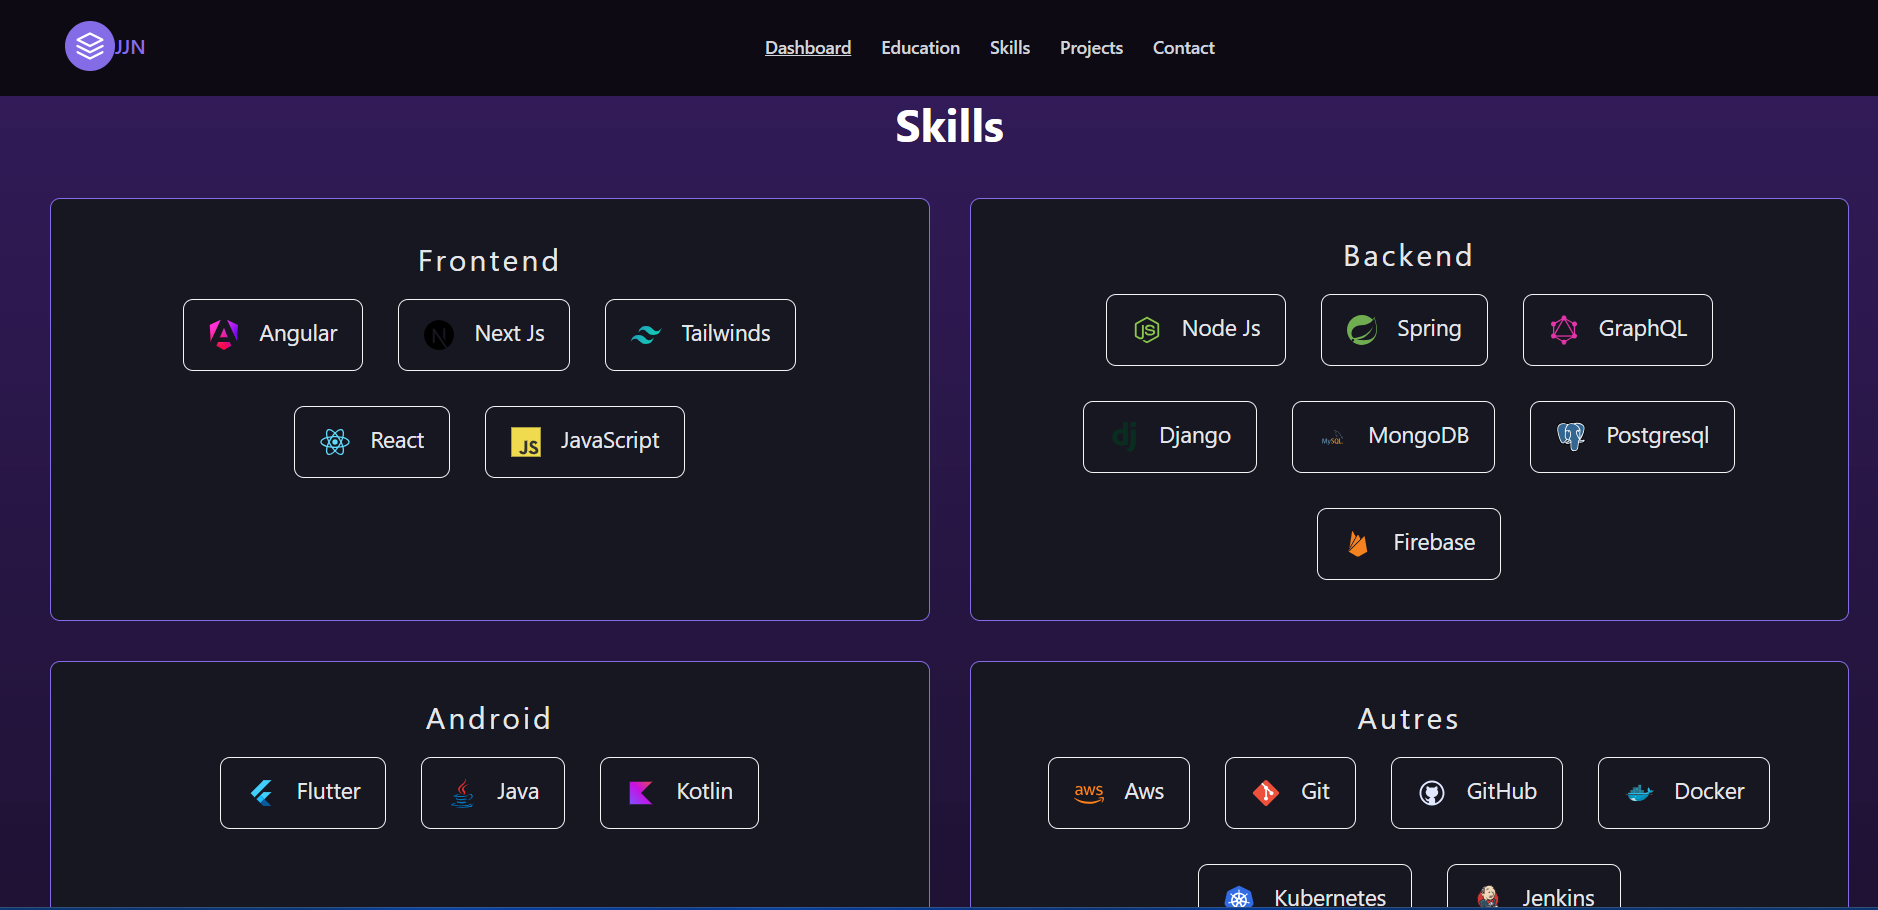 JJN
Dashboard Education Skills Projects Contact
Skills
Frontend
Angular Next Js Tailwinds
React JS JavaScript
Backend
Node Js Spring GraphQL
dj Django MySQL MongoDB Postgresql
Firebase
Android
Flutter Java Kotlin
Autres
aws Aws Git GitHub Docker
Kubernetes Jenkins